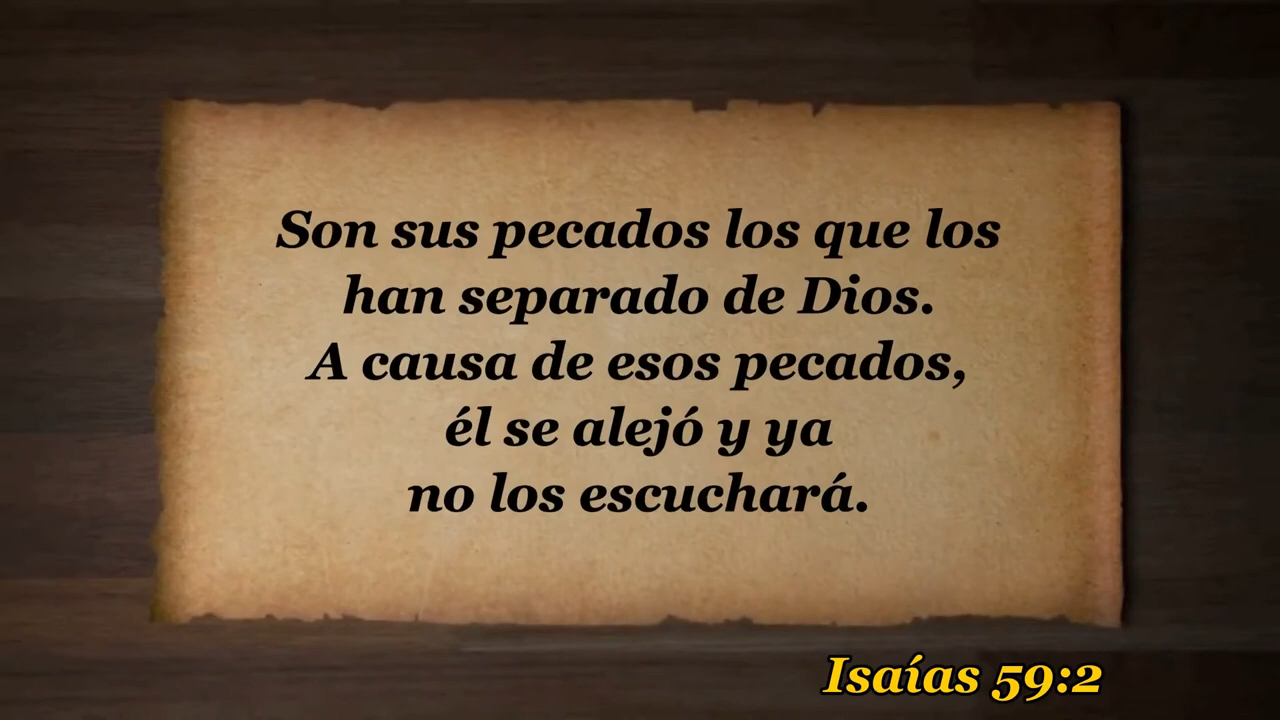 Son sus pecados los que los
han separado de Dios.
A causa de esos pecados,
él se alejó y ya
no los escuchará.
Isaías 59:2